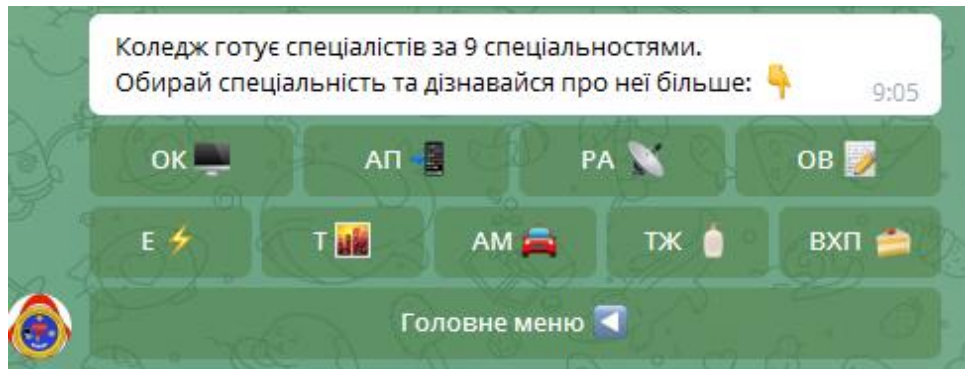 Коледж готує спеціалістів за 9 спеціальностями.
Обирай спеціальність та дізнавайся про неї більше: 👇
9:05
ОК 🖥️ АП 📲 РА 📡 ОВ 📝
Е ⚡ Т 🌇 АМ 🚘 ТЖ 🧴 ВХП 🍰
Головне меню ◀️